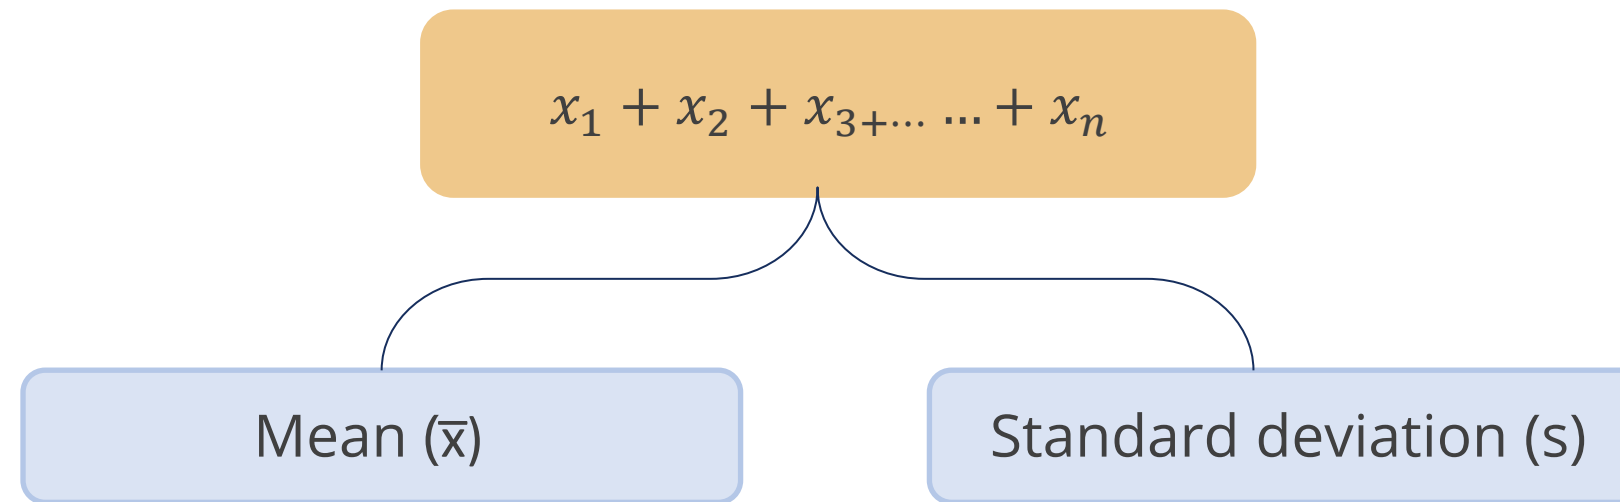 x₁ + x₂ + x₃₊... ... + xₙ
Mean (x̅)
Standard deviation (s)